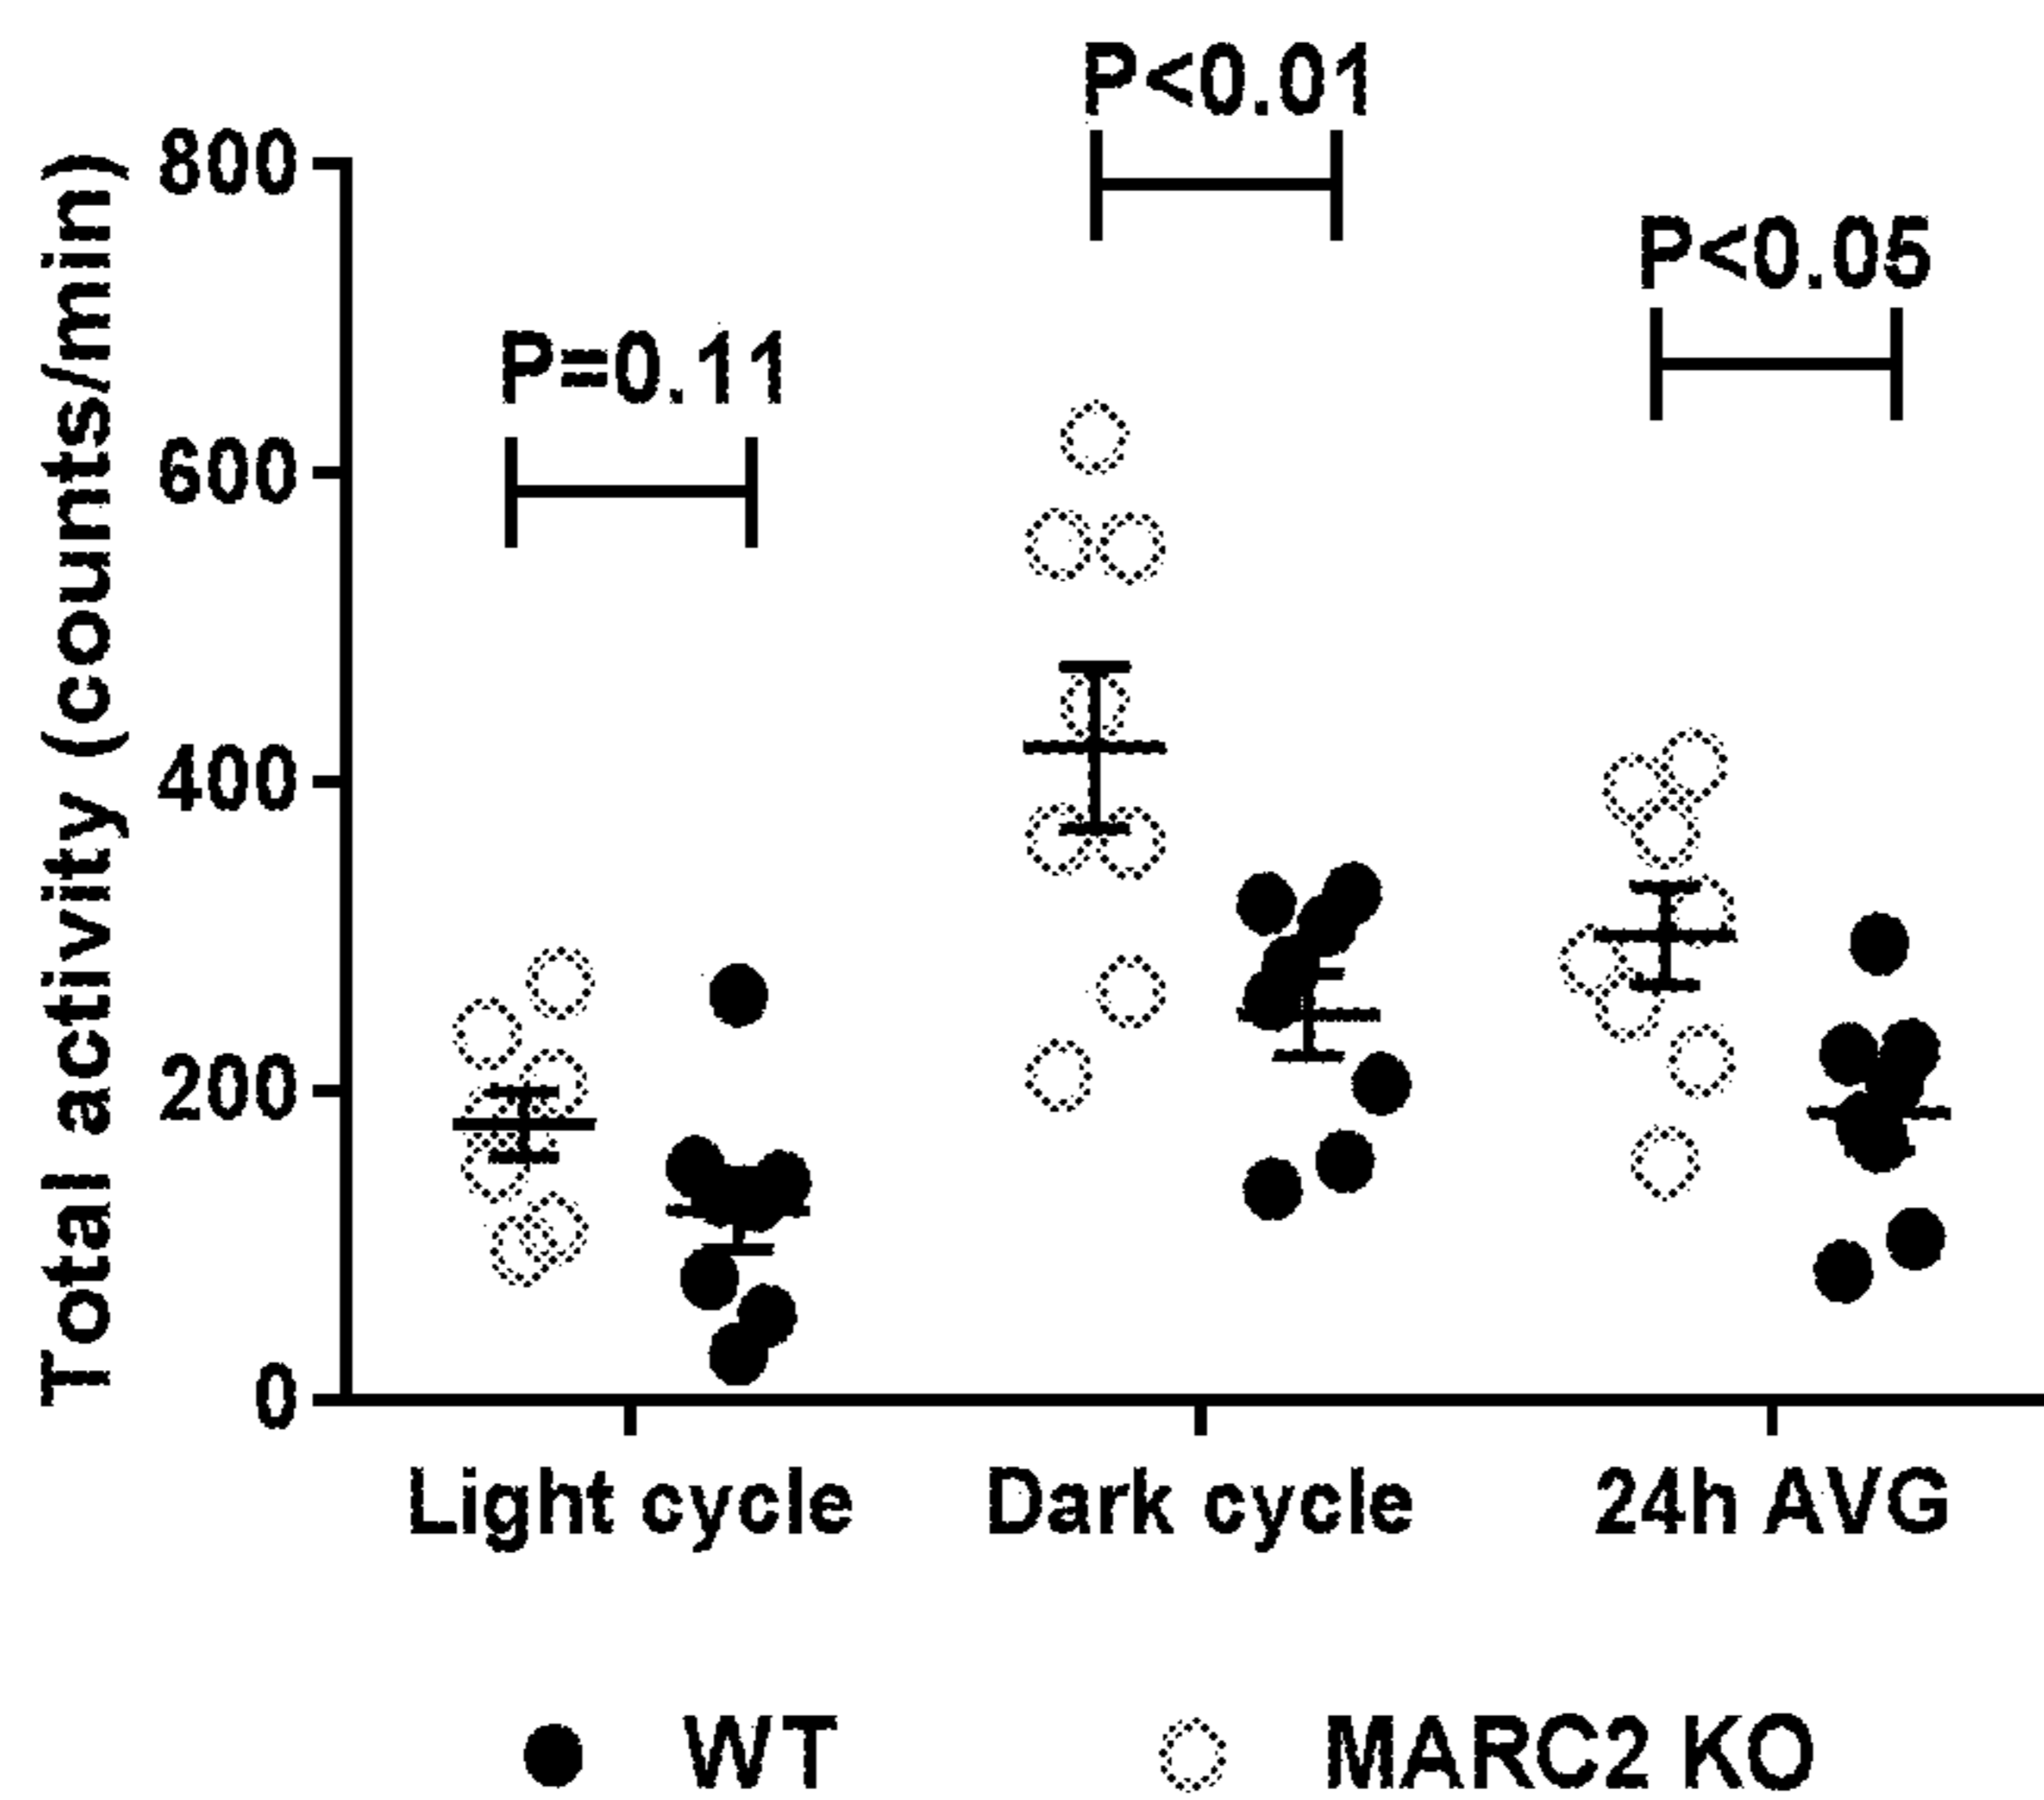 P<0.01
800
P<0.05
P=0.11
600
400
200
0
Total activity (counts/min)
Light cycle
Dark cycle
24h AVG
WT
MARC2 KO